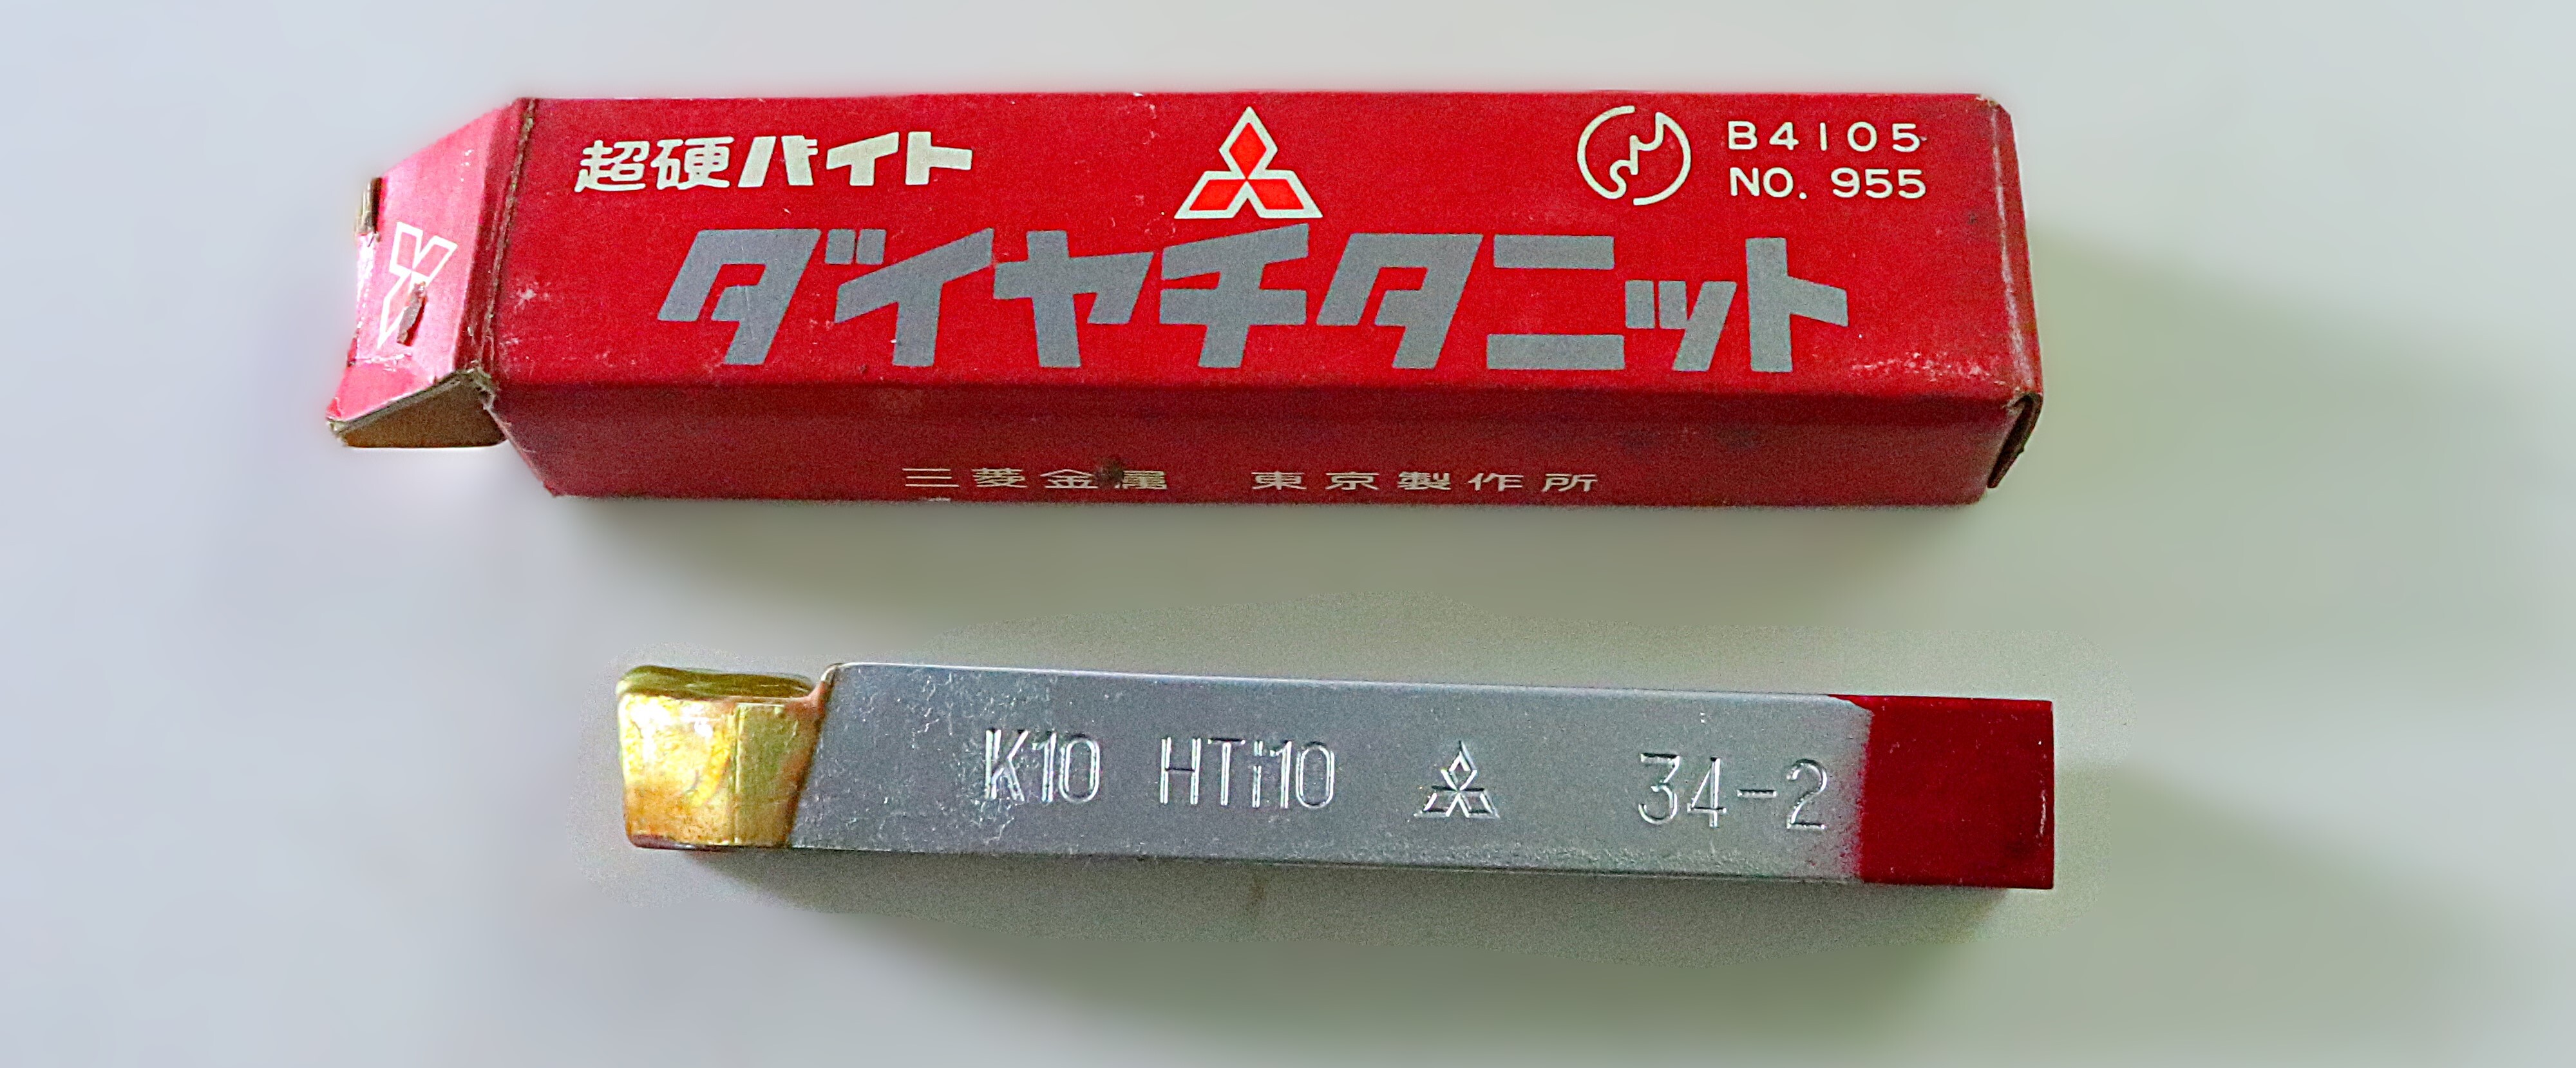 超硬バイト
B4105
NO. 955
ダイヤチタニット
三菱金属 東京製作所
K10 HTi10 34-2